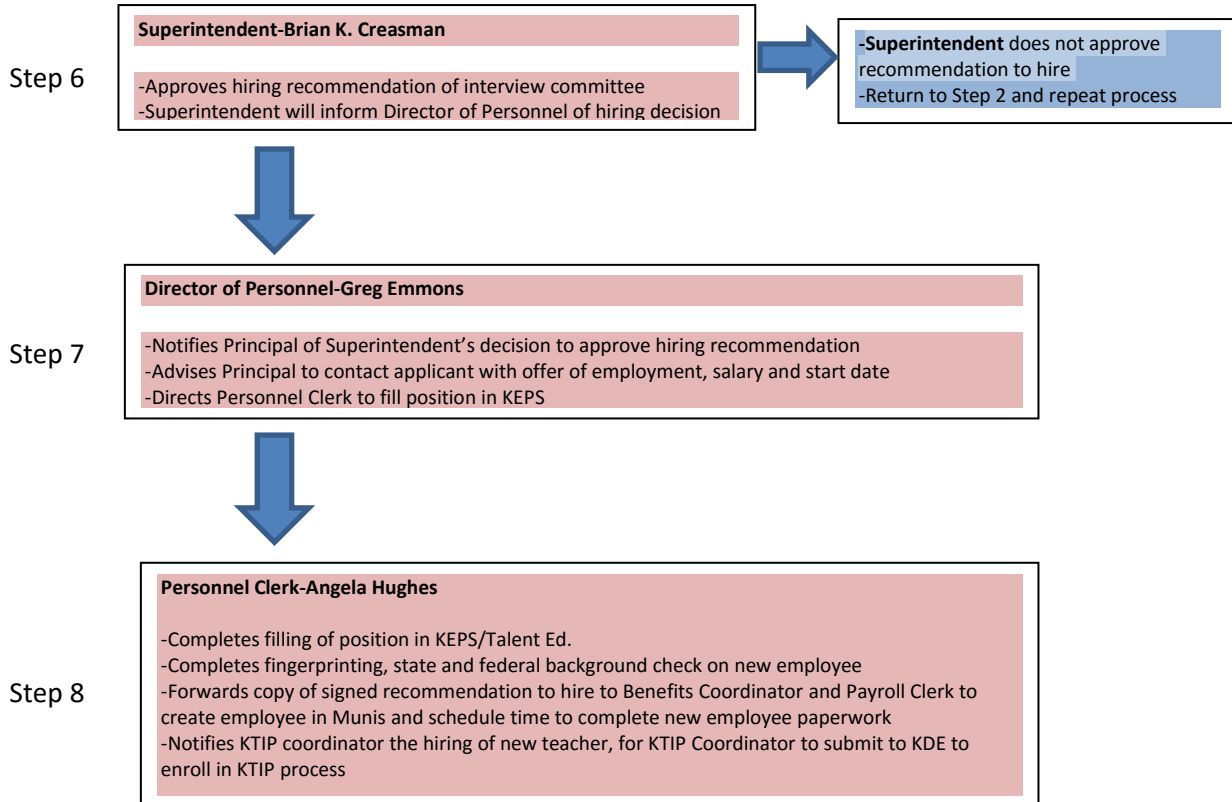 Step 6
Superintendent-Brian K. Creasman
-Approves hiring recommendation of interview committee
-Superintendent will inform Director of Personnel of hiring decision
-Superintendent does not approve
recommendation to hire
-Return to Step 2 and repeat process
Step 7
Director of Personnel-Greg Emmons
-Notifies Principal of Superintendent’s decision to approve hiring recommendation
-Advises Principal to contact applicant with offer of employment, salary and start date
-Directs Personnel Clerk to fill position in KEPS
Step 8
Personnel Clerk-Angela Hughes
-Completes filling of position in KEPS/Talent Ed.
-Completes fingerprinting, state and federal background check on new employee
-Forwards copy of signed recommendation to hire to Benefits Coordinator and Payroll Clerk to
create employee in Munis and schedule time to complete new employee paperwork
-Notifies KTIP coordinator the hiring of new teacher, for KTIP Coordinator to submit to KDE to
enroll in KTIP process